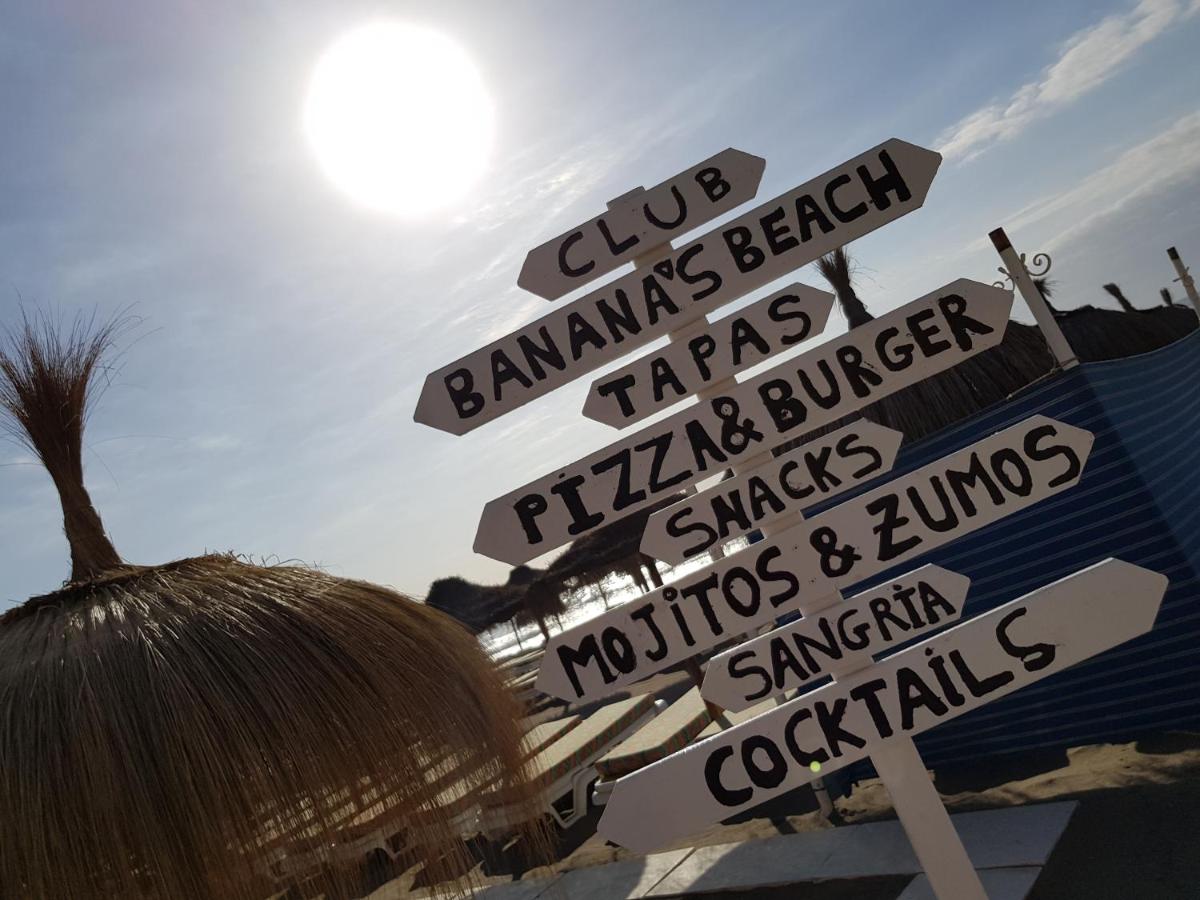 CLUB
BANANA'S BEACH
TAPAS
PIZZA & BURGER
SNACKS
MOJITOS & ZUMOS
SANGRIA
COCKTAILS